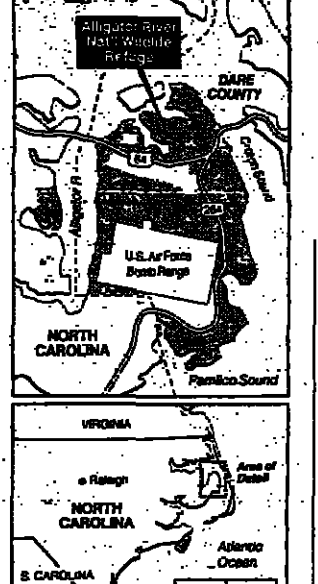 Alligator River
Nat'l Wildlife
Refuge
DARE
COUNTY
64
Croatan Sound
Alligator R.
264
U.S. Air Force
Bomb Range
NORTH
CAROLINA
Pamlico Sound
VIRGINIA
Area of
Detail
Raleigh
NORTH
CAROLINA
Atlantic
Ocean
S. CAROLINA